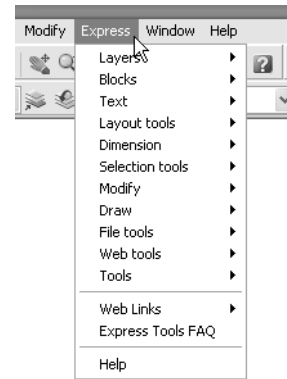 Modify Express Window Help
Layers
Blocks
Text
Layout tools
Dimension
Selection tools
Modify
Draw
File tools
Web tools
Tools
Web Links
Express Tools FAQ
Help